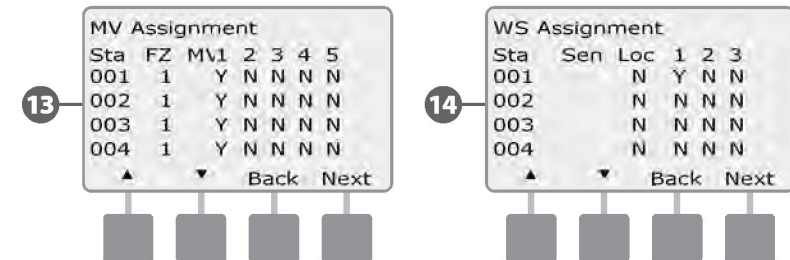 13
MV Assignment
Sta FZ MV1 2 3 4 5
001 1 Y N N N N
002 1 Y N N N N
003 1 Y N N N N
004 1 Y N N N N
▲ ▼ Back Next
14
WS Assignment
Sta Sen Loc 1 2 3
001 N Y N N
002 N N N N
003 N N N N
004 N N N N
▲ ▼ Back Next